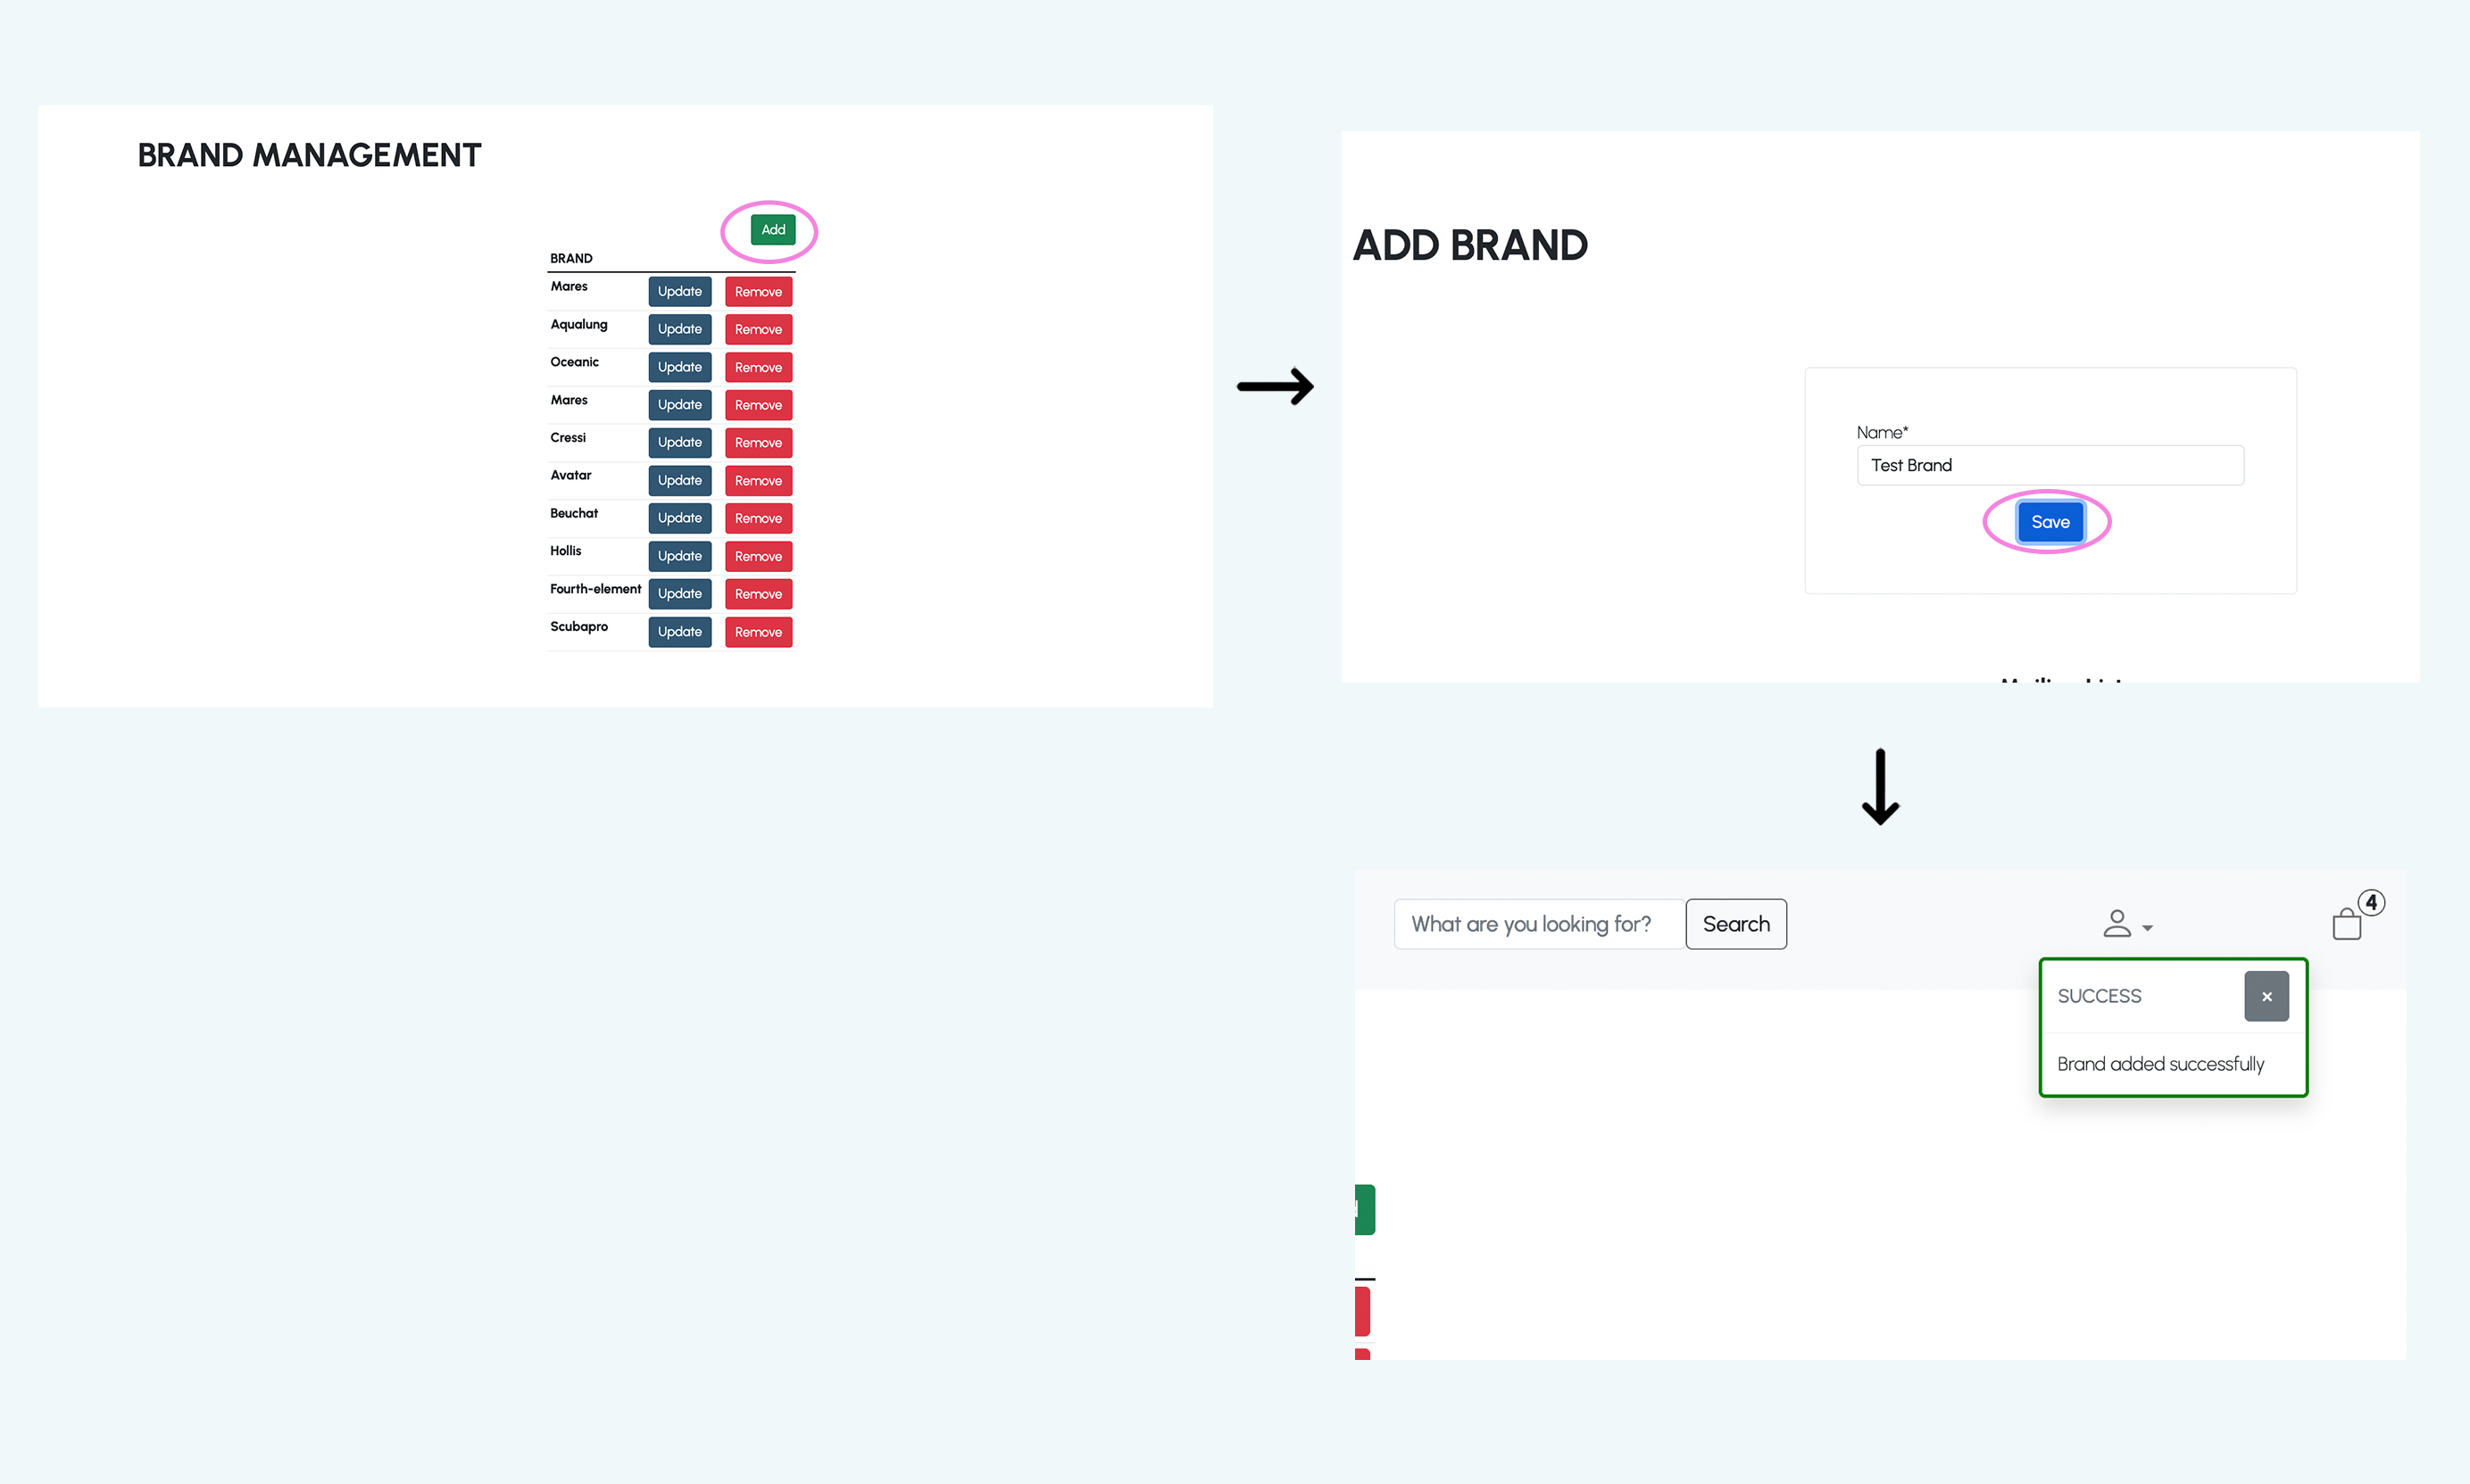 BRAND MANAGEMENT
Add
BRAND
Mares Update Remove
Aqualung Update Remove
Oceanic Update Remove
Mares Update Remove
Cressi Update Remove
Avatar Update Remove
Beuchat Update Remove
Hollis Update Remove
Fourth-element Update Remove
Scubapro Update Remove
ADD BRAND
Name*
Test Brand
Save
What are you looking for? Search
4
SUCCESS ×
Brand added successfully